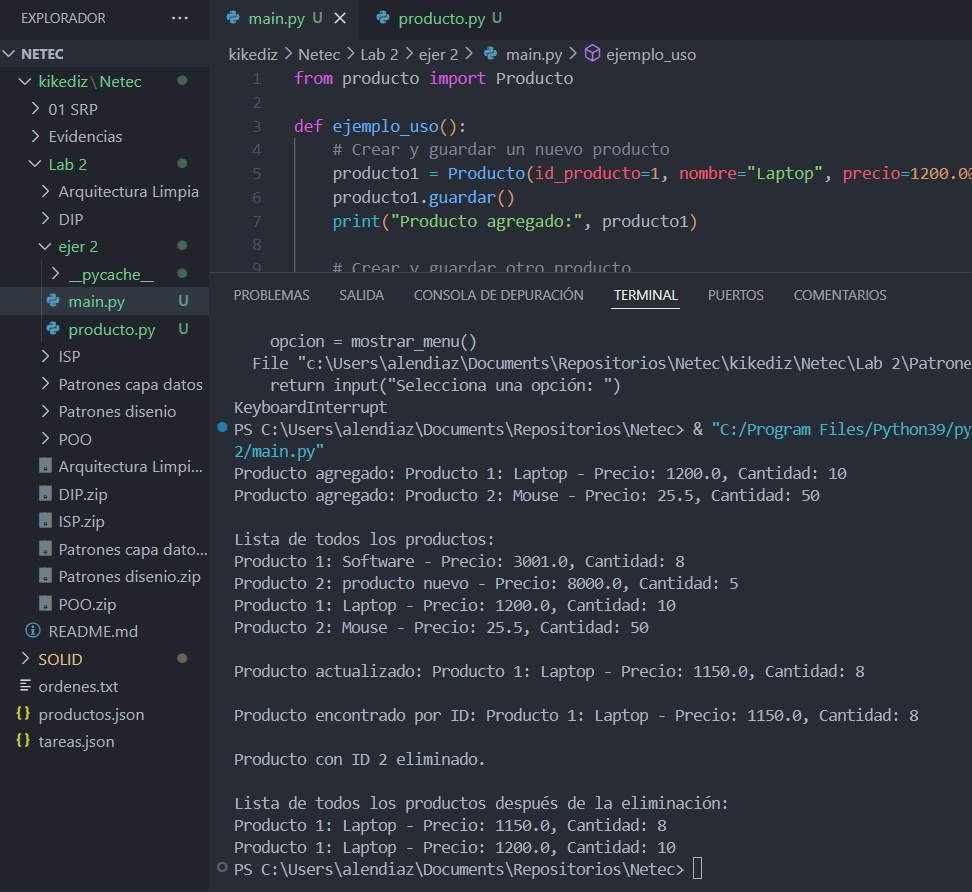 EXPLORADOR ...
NETEC
kikediz\Netec
01 SRP
Evidencias
Lab 2
Arquitectura Limpia
DIP
ejer 2
__pycache__
main.py U
producto.py U
ISP
Patrones capa datos
Patrones disenio
POO
Arquitectura Limpi...
DIP.zip
ISP.zip
Patrones capa dato...
Patrones disenio.zip
POO.zip
README.md
SOLID
ordenes.txt
productos.json
tareas.json
main.py U
producto.py U
kikediz > Netec > Lab 2 > ejer 2 > main.py > ejemplo_uso
1 from producto import Producto
2
3 def ejemplo_uso():
4 # Crear y guardar un nuevo producto
5 producto1 = Producto(id_producto=1, nombre="Laptop", precio=1200.00
6 producto1.guardar()
7 print("Producto agregado:", producto1)
8
9 # Crear y guardar otro producto
PROBLEMAS SALIDA CONSOLA DE DEPURACIÓN TERMINAL PUERTOS COMENTARIOS
opcion = mostrar_menu()
File "c:\Users\alendiaz\Documents\Repositorios\Netec\kikediz\Netec\Lab 2\Patrone
return input("Selecciona una opción: ")
KeyboardInterrupt
PS C:\Users\alendiaz\Documents\Repositorios\Netec> & "C:/Program Files/Python39/py
2/main.py"
Producto agregado: Producto 1: Laptop - Precio: 1200.0, Cantidad: 10
Producto agregado: Producto 2: Mouse - Precio: 25.5, Cantidad: 50
Lista de todos los productos:
Producto 1: Software - Precio: 3001.0, Cantidad: 8
Producto 2: producto nuevo - Precio: 8000.0, Cantidad: 5
Producto 1: Laptop - Precio: 1200.0, Cantidad: 10
Producto 2: Mouse - Precio: 25.5, Cantidad: 50
Producto actualizado: Producto 1: Laptop - Precio: 1150.0, Cantidad: 8
Producto encontrado por ID: Producto 1: Laptop - Precio: 1150.0, Cantidad: 8
Producto con ID 2 eliminado.
Lista de todos los productos después de la eliminación:
Producto 1: Laptop - Precio: 1150.0, Cantidad: 8
Producto 1: Laptop - Precio: 1200.0, Cantidad: 10
PS C:\Users\alendiaz\Documents\Repositorios\Netec>